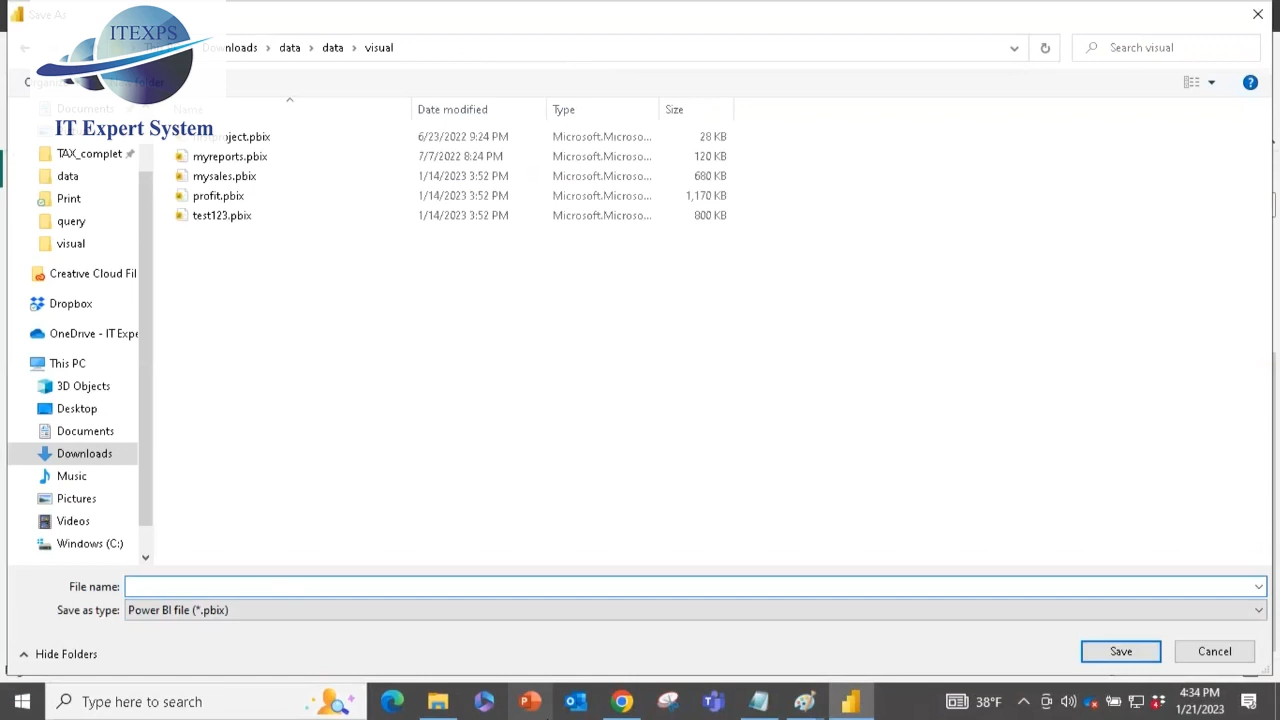 Save As
ITEXPS
IT Expert System
Downloads > data > data > visual
Search visual
Name
Date modified
Type
Size
project.pbix 6/23/2022 9:24 PM Microsoft.Microso... 28 KB
myreports.pbix 7/7/2022 8:24 PM Microsoft.Microso... 120 KB
mysales.pbix 1/14/2023 3:52 PM Microsoft.Microso... 680 KB
profit.pbix 1/14/2023 3:52 PM Microsoft.Microso... 1,170 KB
test123.pbix 1/14/2023 3:52 PM Microsoft.Microso... 800 KB
Documents
TAX_complet
data
Print
query
visual
Creative Cloud Fil
Dropbox
OneDrive - IT Expe
This PC
3D Objects
Desktop
Documents
Downloads
Music
Pictures
Videos
Windows (C:)
File name:
Save as type: Power BI file (*.pbix)
Hide Folders
Save
Cancel
Type here to search
38°F
4:34 PM
1/21/2023